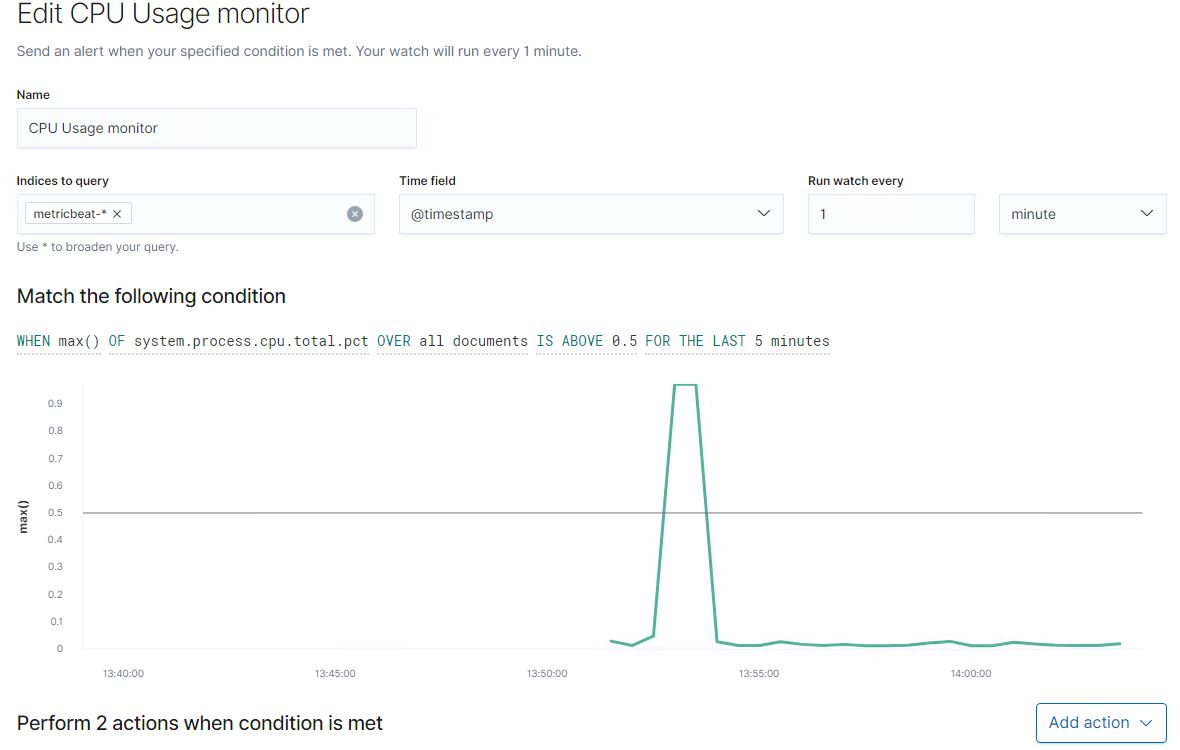 Edit CPU Usage monitor
Send an alert when your specified condition is met. Your watch will run every 1 minute.
Name
CPU Usage monitor
Indices to query Time field Run watch every
metricbeat-* @timestamp 1 minute
Use * to broaden your query.
Match the following condition
WHEN max() OF system.process.cpu.total.pct OVER all documents IS ABOVE 0.5 FOR THE LAST 5 minutes
max()
0.9
0.8
0.7
0.6
0.5
0.4
0.3
0.2
0.1
0
13:40:00 13:45:00 13:50:00 13:55:00 14:00:00
Perform 2 actions when condition is met Add action